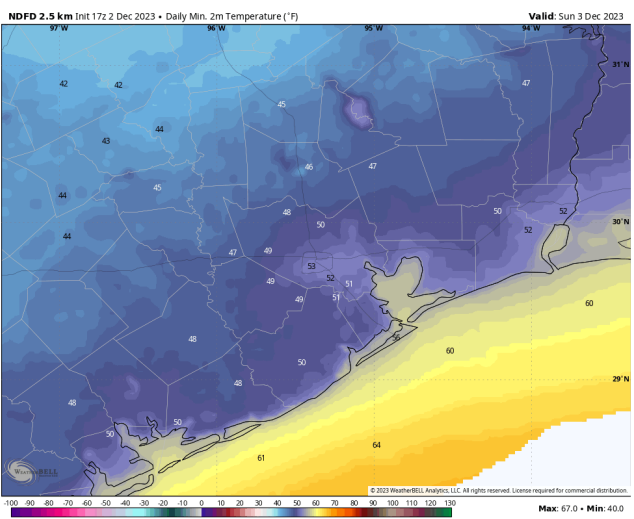 NDFD 2.5 km Init 17z 2 Dec 2023 • Daily Min. 2m Temperature (°F) Valid: Sun 3 Dec 2023
97°W 96°W 95°W 94°W
31°N
42 42 47
45
44
43
46 47
45
44
48 50 50 52 30°N
44 52
47 49
53
52
49 51
49 51
60
56
48 60
50
48 29°N
48
50
50
64
61
WEATHERBELL
© 2023 WeatherBELL Analytics, LLC. All rights reserved. License required for commercial distribution.
-100 -90 -80 -70 -60 -50 -40 -30 -20 -10 0 10 20 30 40 50 60 70 80 90 100 110 120 130
Max: 67.0 • Min: 40.0